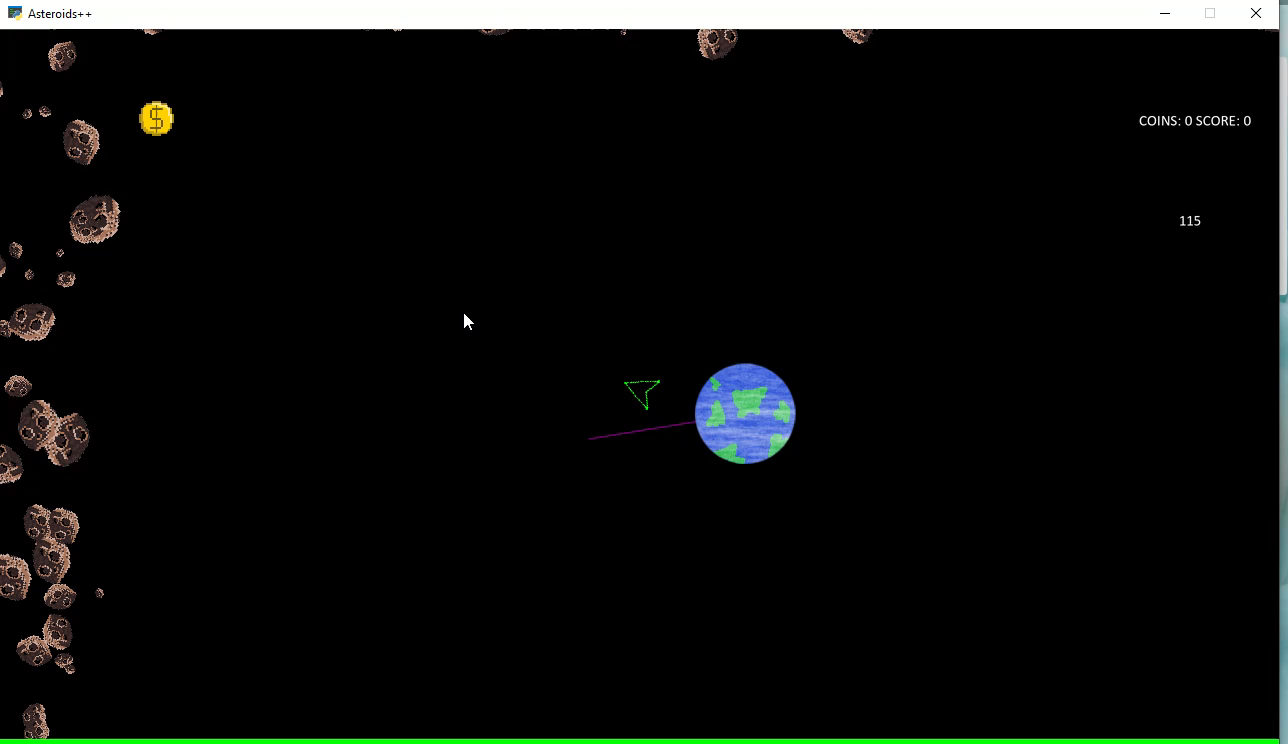 Asteroids++
$
COINS: 0 SCORE: 0
115